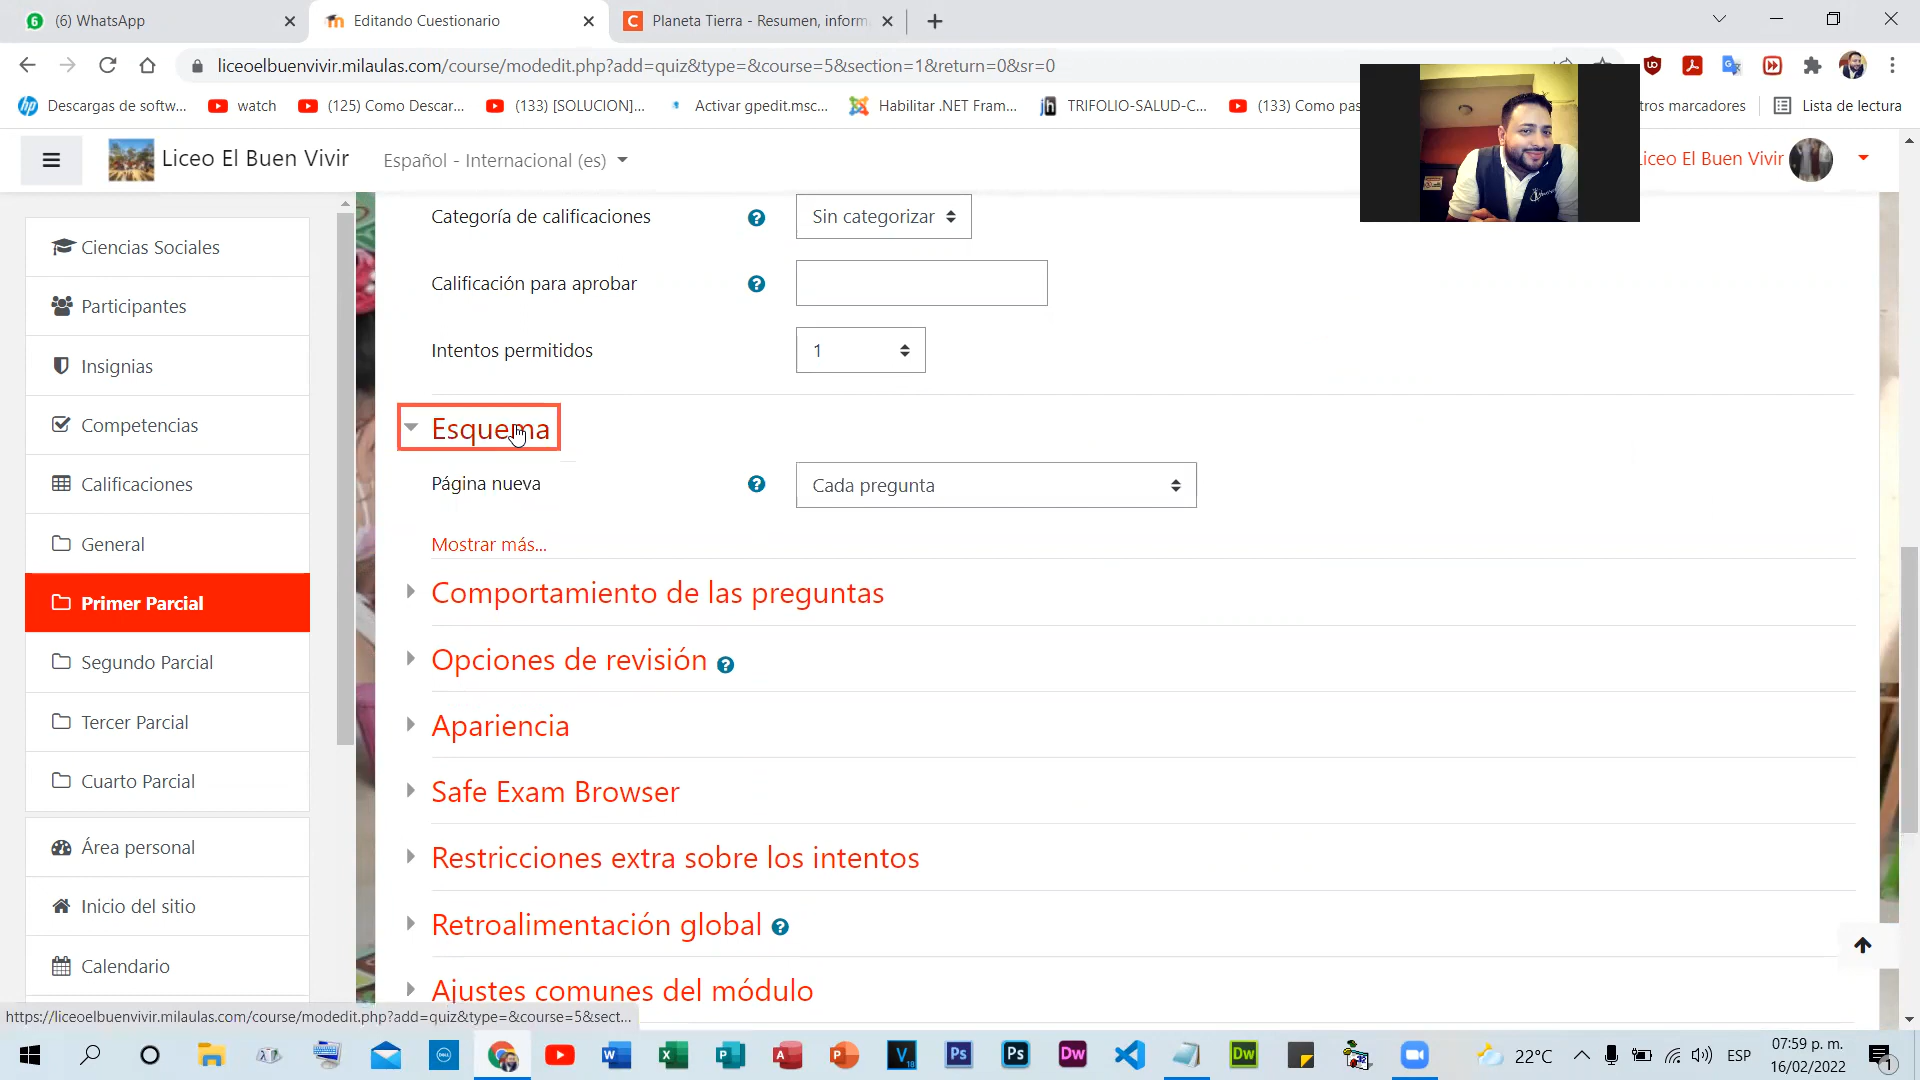 (6) WhatsApp
Editando Cuestionario
Planeta Tierra - Resumen, inform
liceoelbuenvivir.milaulas.com/course/modedit.php?add=quiz&type=&course=5&section=1&return=0&sr=0
Descargas de softw...
watch
(125) Como Descar...
(133) [SOLUCION]...
Activar gpedit.msc...
Habilitar .NET Fram...
TRIFOLIO-SALUD-C...
(133) Como pas
tros marcadores
Lista de lectura
Liceo El Buen Vivir
Español - Internacional (es)
iceo El Buen Vivir
Ciencias Sociales
Participantes
Insignias
Competencias
Calificaciones
General
Primer Parcial
Segundo Parcial
Tercer Parcial
Cuarto Parcial
Área personal
Inicio del sitio
Calendario
Categoría de calificaciones
Sin categorizar
Calificación para aprobar
Intentos permitidos
1
Esquema
Página nueva
Cada pregunta
Mostrar más...
Comportamiento de las preguntas
Opciones de revisión
Apariencia
Safe Exam Browser
Restricciones extra sobre los intentos
Retroalimentación global
Ajustes comunes del módulo
https://liceoelbuenvivir.milaulas.com/course/modedit.php?add=quiz&type=&course=5&sect...
22°C
ESP
07:59 p. m.
16/02/2022
1